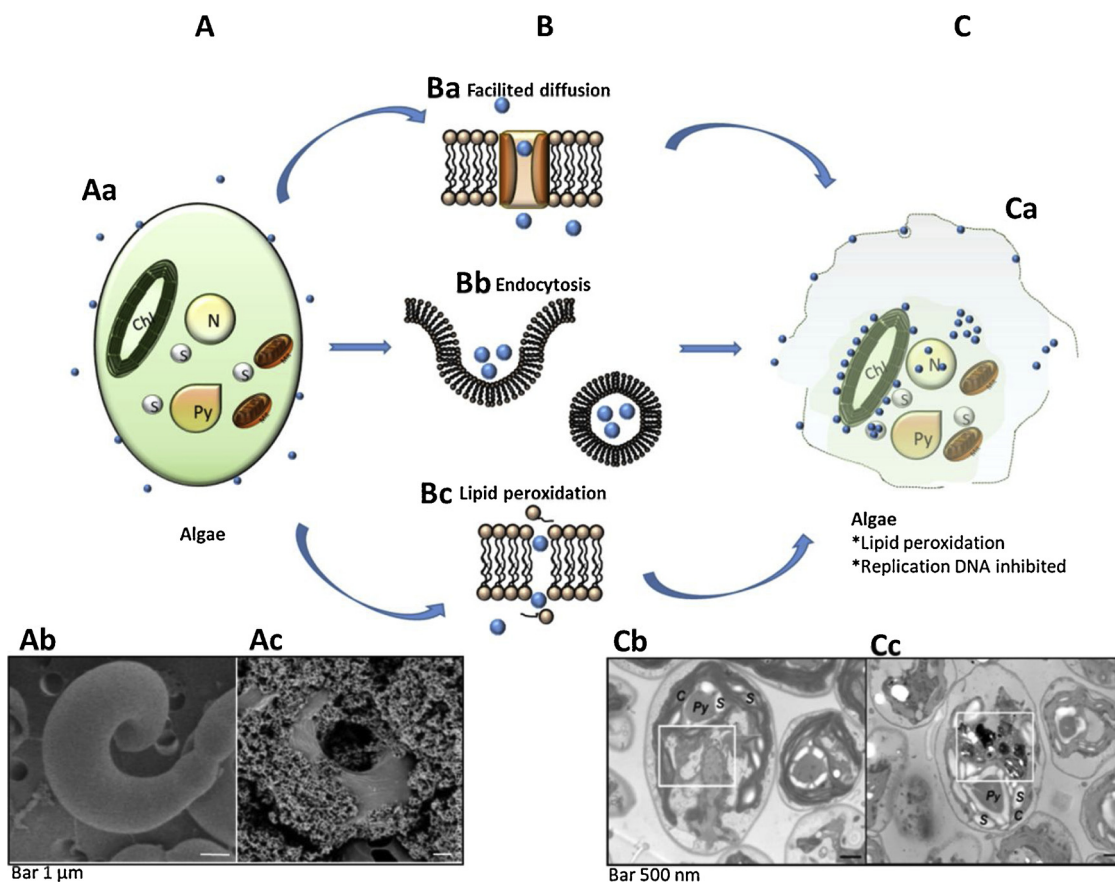 A
B
C
Ba Facilited diffusion
Aa
Ca
Chl
N
S
S
S
Py
Bb Endocytosis
Chl
N
S
S
Py
Bc Lipid peroxidation
Algae
Algae
*Lipid peroxidation
*Replication DNA inhibited
Ab
Ac
Cb
Cc
C
Py
S
S
Py
S
S
C
Bar 1 µm
Bar 500 nm